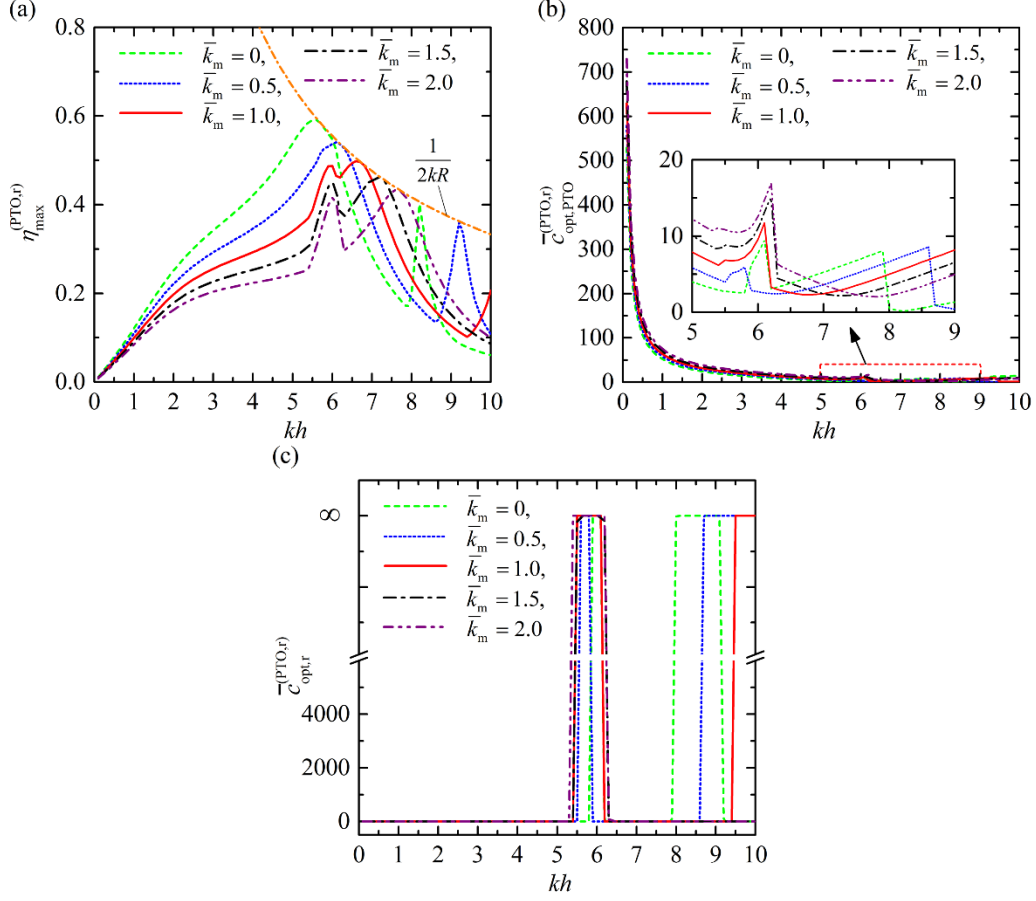 (a)
0.8
0.6
0.4
0.2
0.0
η_max^(PTO,r)
k̄_m = 0,
k̄_m = 0.5,
k̄_m = 1.0,
k̄_m = 1.5,
k̄_m = 2.0
1/2kR
0 1 2 3 4 5 6 7 8 9 10
kh
(b)
800
700
600
500
400
300
200
100
0
c̄_opt,PTO^(PTO,r)
k̄_m = 0,
k̄_m = 0.5,
k̄_m = 1.0,
k̄_m = 1.5,
k̄_m = 2.0
20
10
0
5 6 7 8 9
0 1 2 3 4 5 6 7 8 9 10
kh
(c)
∞
4000
2000
0
c̄_opt,r^(PTO,r)
k̄_m = 0,
k̄_m = 0.5,
k̄_m = 1.0,
k̄_m = 1.5,
k̄_m = 2.0
0 1 2 3 4 5 6 7 8 9 10
kh